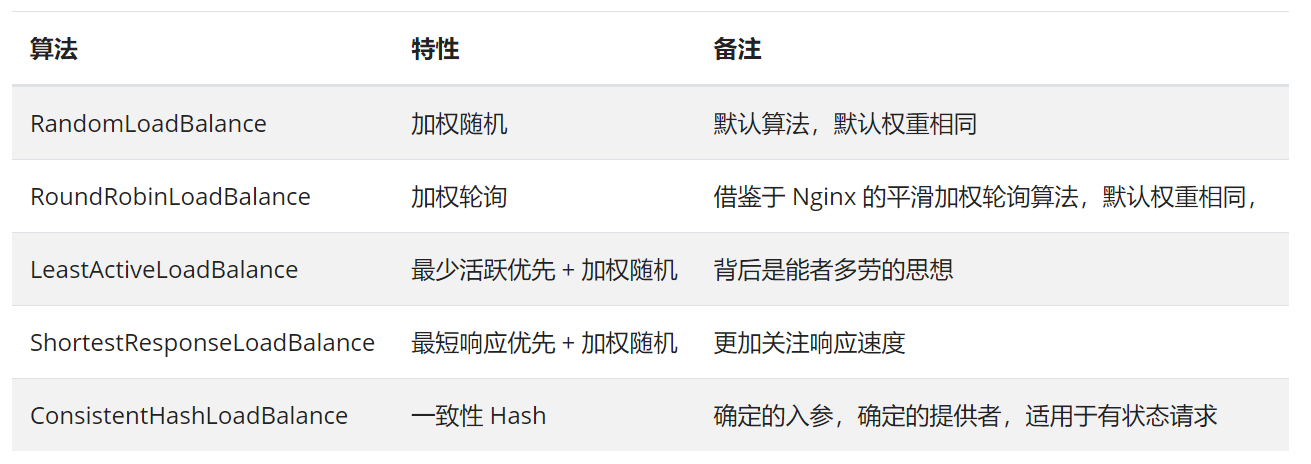 算法 特性 备注
RandomLoadBalance 加权随机 默认算法，默认权重相同
RoundRobinLoadBalance 加权轮询 借鉴于 Nginx 的平滑加权轮询算法，默认权重相同，
LeastActiveLoadBalance 最少活跃优先 + 加权随机 背后是能者多劳的思想
ShortestResponseLoadBalance 最短响应优先 + 加权随机 更加关注响应速度
ConsistentHashLoadBalance 一致性 Hash 确定的入参，确定的提供者，适用于有状态请求